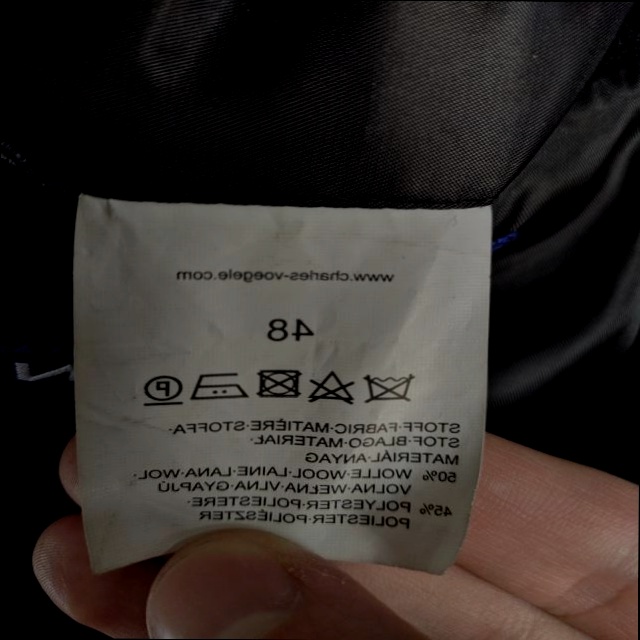 www.charles-voegele.com
48
P
STOFF·FABRIC·MATIÈRE·STOFFA·
STOF·BLAGO·MATERIAŁ·
MATERIÁL·ANYAG
50% WOLLE·WOOL·LAINE·LANA·WOL·
VOLNA·WEŁNA·VLNA·GYAPJÚ
45% POLYESTER·POLIESTERE·
POLIESTER·POLIÉSZTER